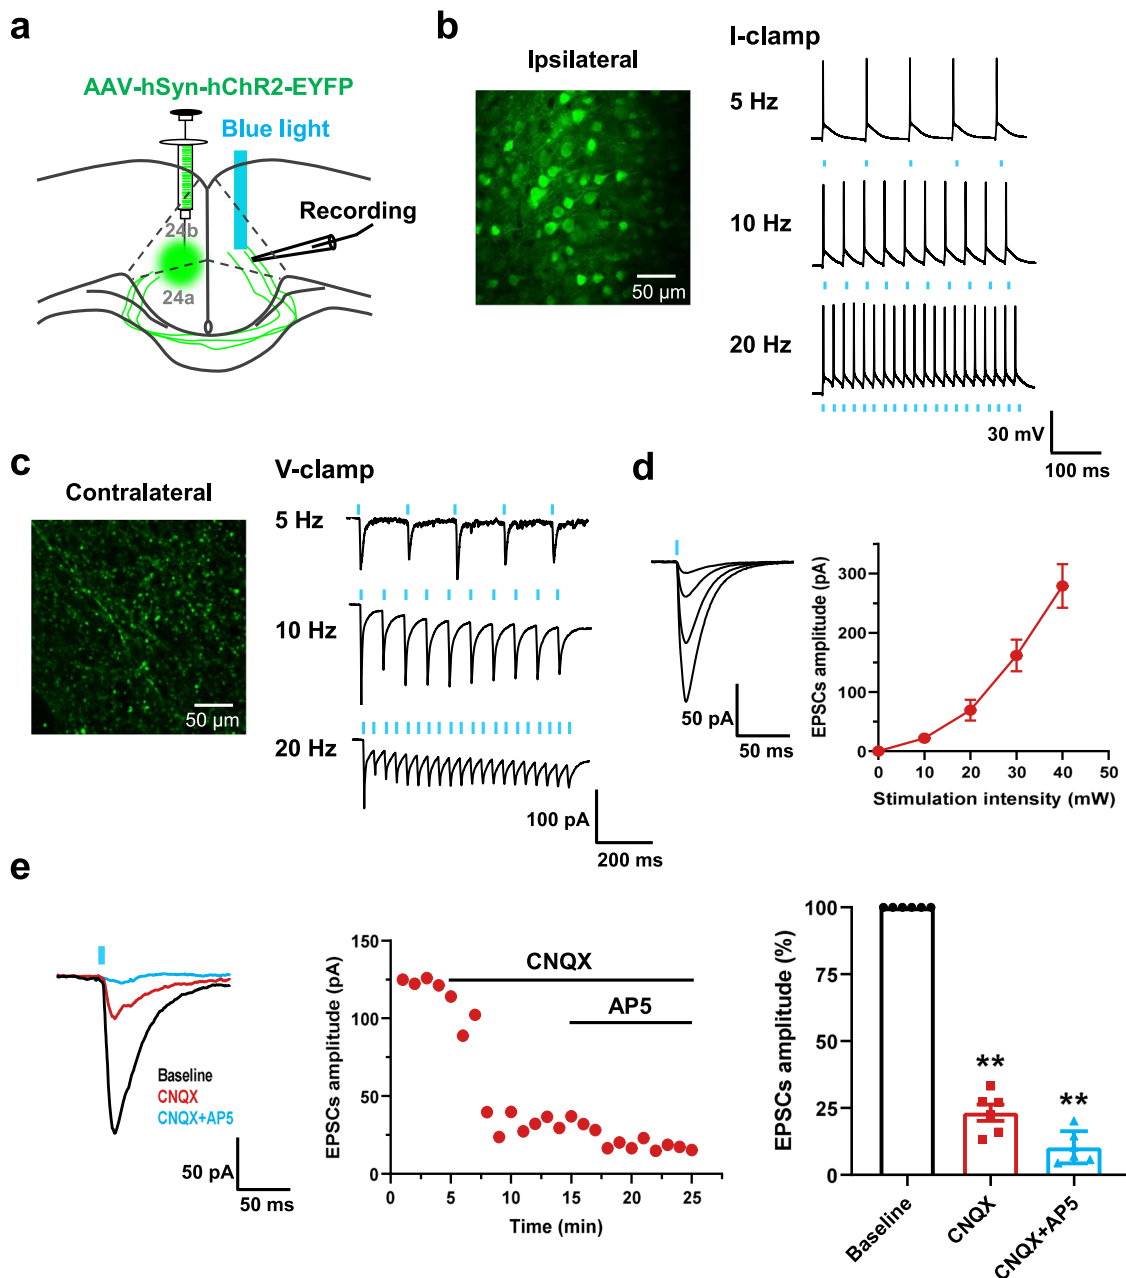 a
AAV-hSyn-hChR2-EYFP
Blue light
Recording
24b
24a
b
Ipsilateral
50 µm
I-clamp
5 Hz
10 Hz
20 Hz
30 mV
100 ms
c
Contralateral
50 µm
V-clamp
5 Hz
10 Hz
20 Hz
100 pA
200 ms
d
50 pA
50 ms
EPSCs amplitude (pA)
300
200
100
0
0 10 20 30 40 50
Stimulation intensity (mW)
e
Baseline
CNQX
CNQX+AP5
50 pA
50 ms
EPSCs amplitude (pA)
150
125
100
75
50
25
0
CNQX
AP5
0 5 10 15 20 25
Time (min)
EPSCs amplitude (%)
100
75
50
25
0
**
**
Baseline
CNQX
CNQX+AP5